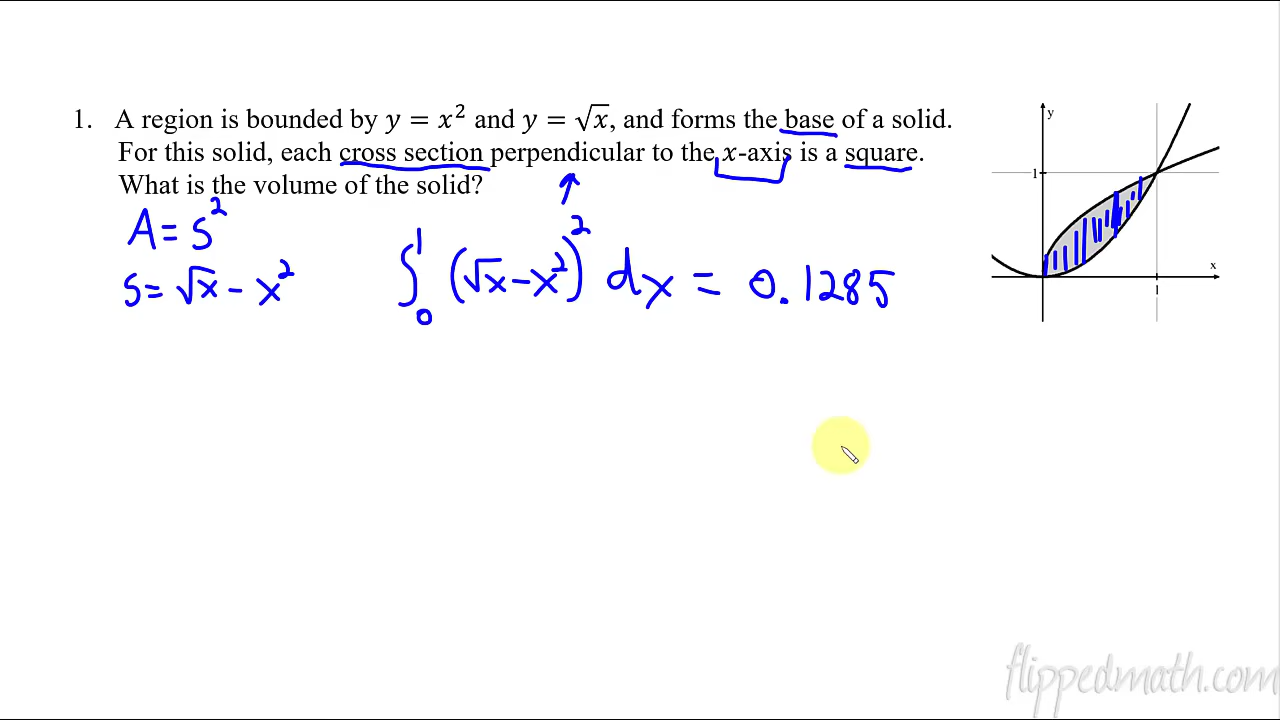 1. A region is bounded by 𝑦 = 𝑥² and 𝑦 = √𝑥, and forms the base of a solid.
For this solid, each cross section perpendicular to the 𝑥-axis is a square.
What is the volume of the solid?
A = s²
s = √x - x²
∫₀¹ (√x - x²)² dx = 0.1285
y
1
x
1
flippedmath.com